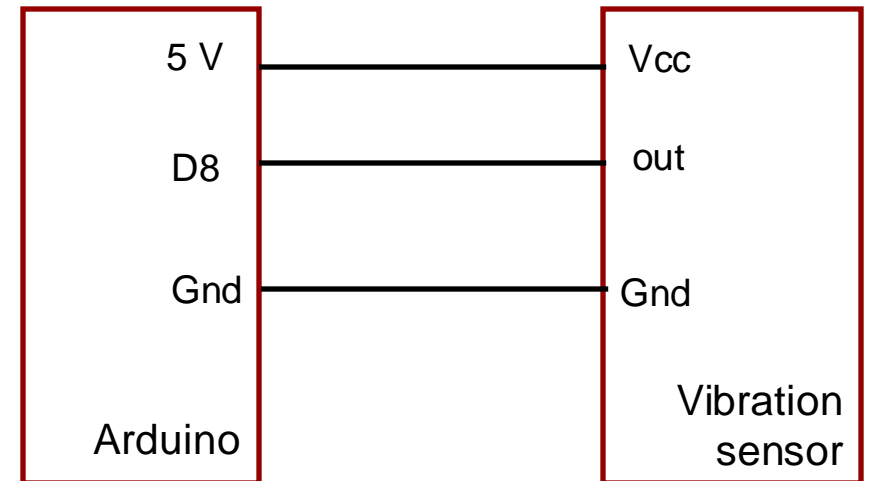 5 V
Vcc
D8
out
Gnd
Gnd
Arduino
Vibration
sensor